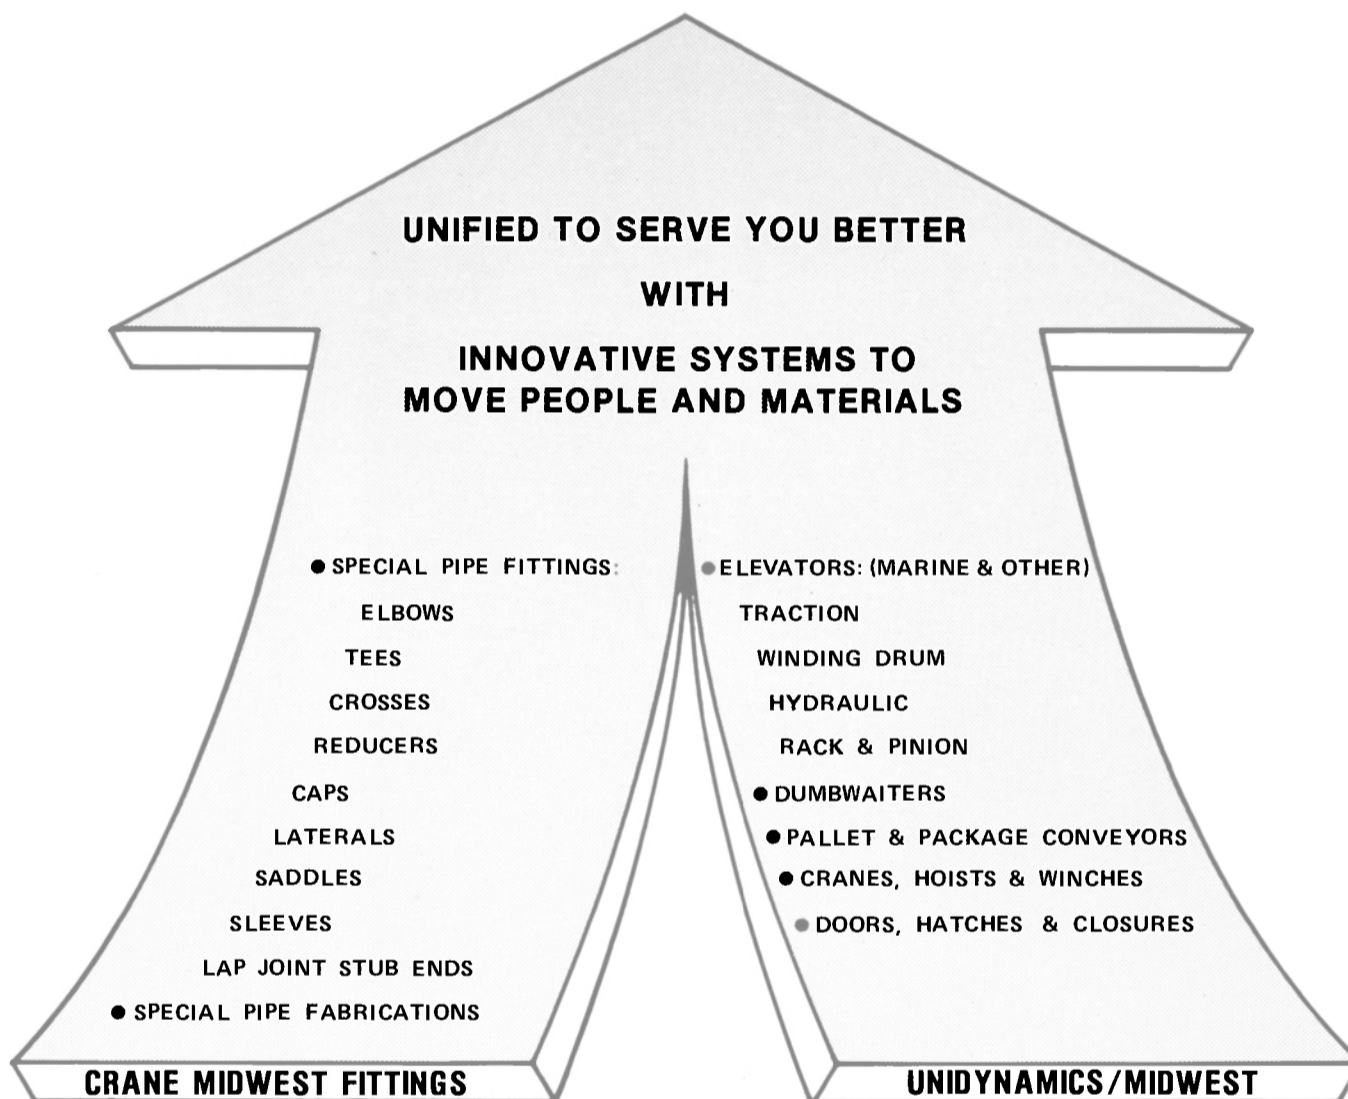 UNIFIED TO SERVE YOU BETTER
WITH
INNOVATIVE SYSTEMS TO
MOVE PEOPLE AND MATERIALS
● SPECIAL PIPE FITTINGS:
ELBOWS
TEES
CROSSES
REDUCERS
CAPS
LATERALS
SADDLES
SLEEVES
LAP JOINT STUB ENDS
● SPECIAL PIPE FABRICATIONS
CRANE MIDWEST FITTINGS
● ELEVATORS: (MARINE & OTHER)
TRACTION
WINDING DRUM
HYDRAULIC
RACK & PINION
● DUMBWAITERS
● PALLET & PACKAGE CONVEYORS
● CRANES, HOISTS & WINCHES
● DOORS, HATCHES & CLOSURES
UNIDYNAMICS/MIDWEST